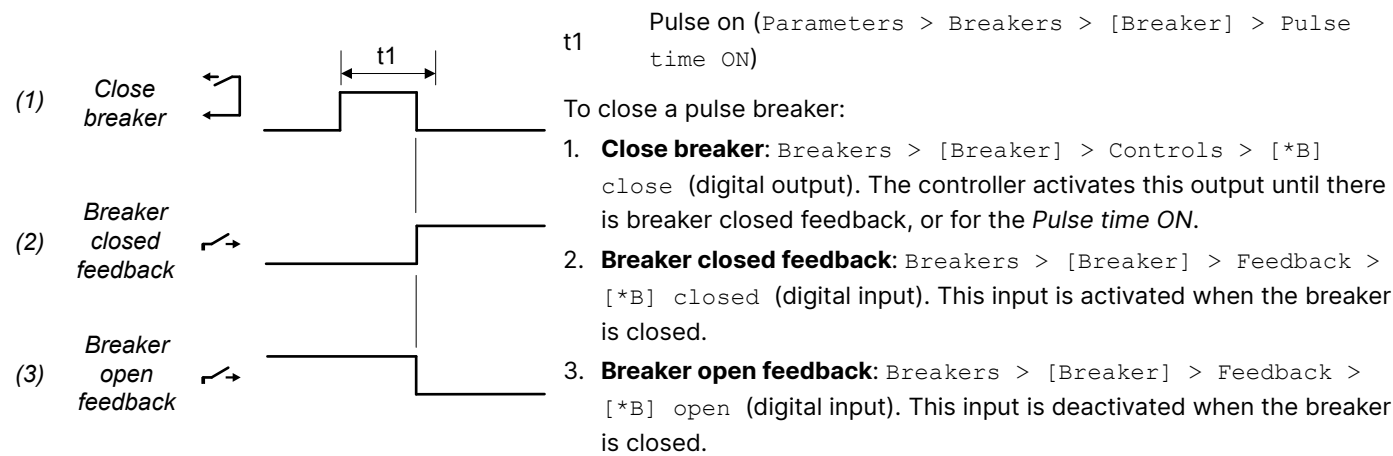 t1
(1)
Close
breaker
(2)
Breaker
closed
feedback
(3)
Breaker
open
feedback
t1
Pulse on (Parameters > Breakers > [Breaker] > Pulse
time ON)
To close a pulse breaker:
1. Close breaker: Breakers > [Breaker] > Controls > [*B]
close (digital output). The controller activates this output until there
is breaker closed feedback, or for the Pulse time ON.
2. Breaker closed feedback: Breakers > [Breaker] > Feedback >
[*B] closed (digital input). This input is activated when the breaker
is closed.
3. Breaker open feedback: Breakers > [Breaker] > Feedback >
[*B] open (digital input). This input is deactivated when the breaker
is closed.